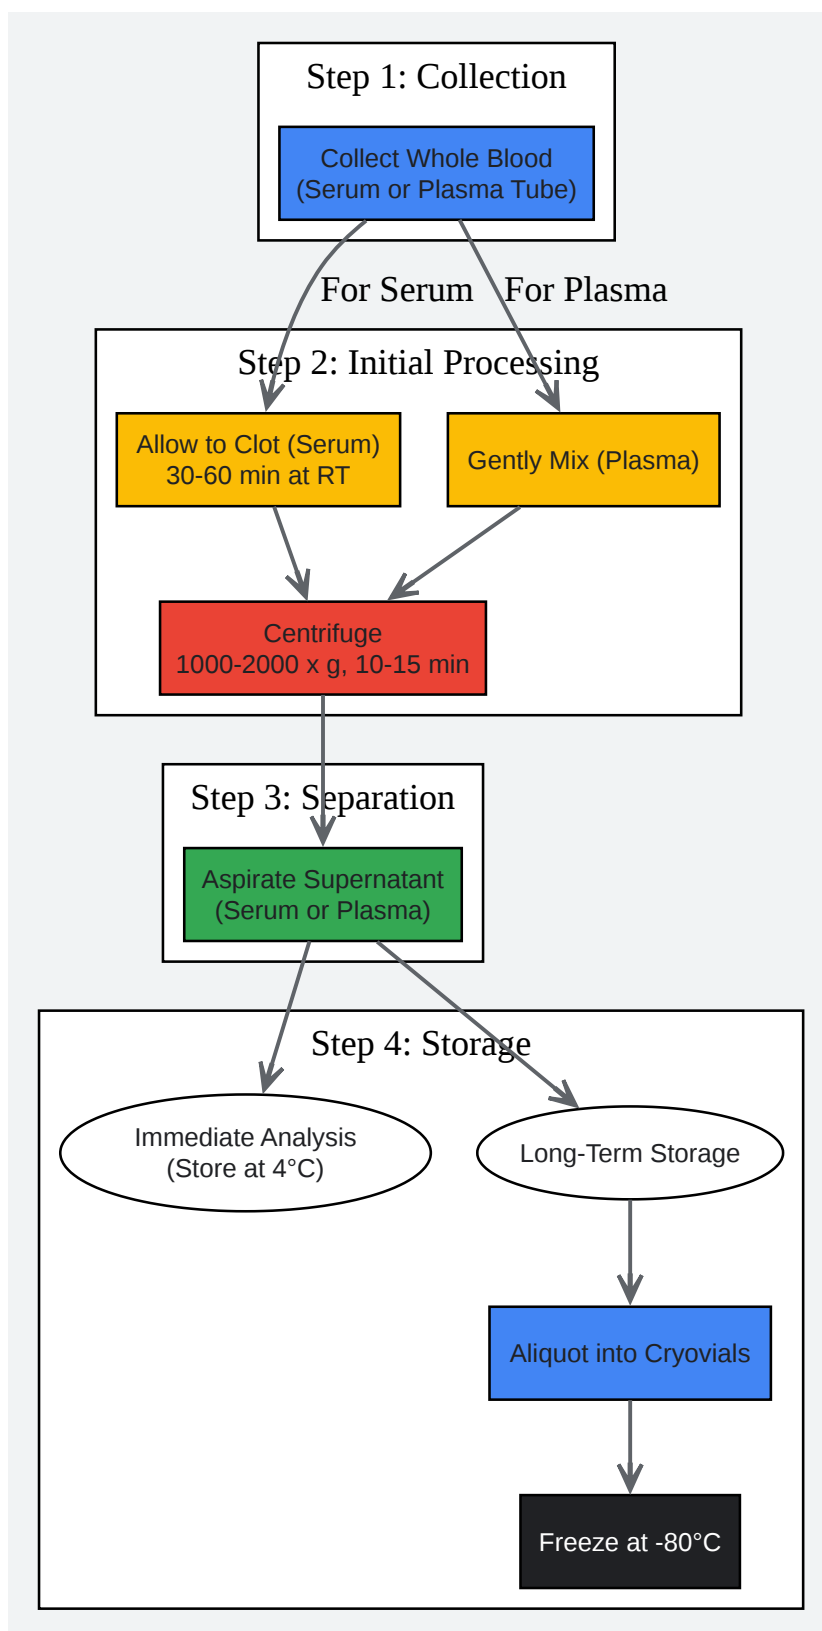 Step 1: Collection
Collect Whole Blood
(Serum or Plasma Tube)
For Serum
For Plasma
Step 2: Initial Processing
Allow to Clot (Serum)
30-60 min at RT
Gently Mix (Plasma)
Centrifuge
1000-2000 x g, 10-15 min
Step 3: Separation
Aspirate Supernatant
(Serum or Plasma)
Step 4: Storage
Immediate Analysis
(Store at 4°C)
Long-Term Storage
Aliquot into Cryovials
Freeze at -80°C